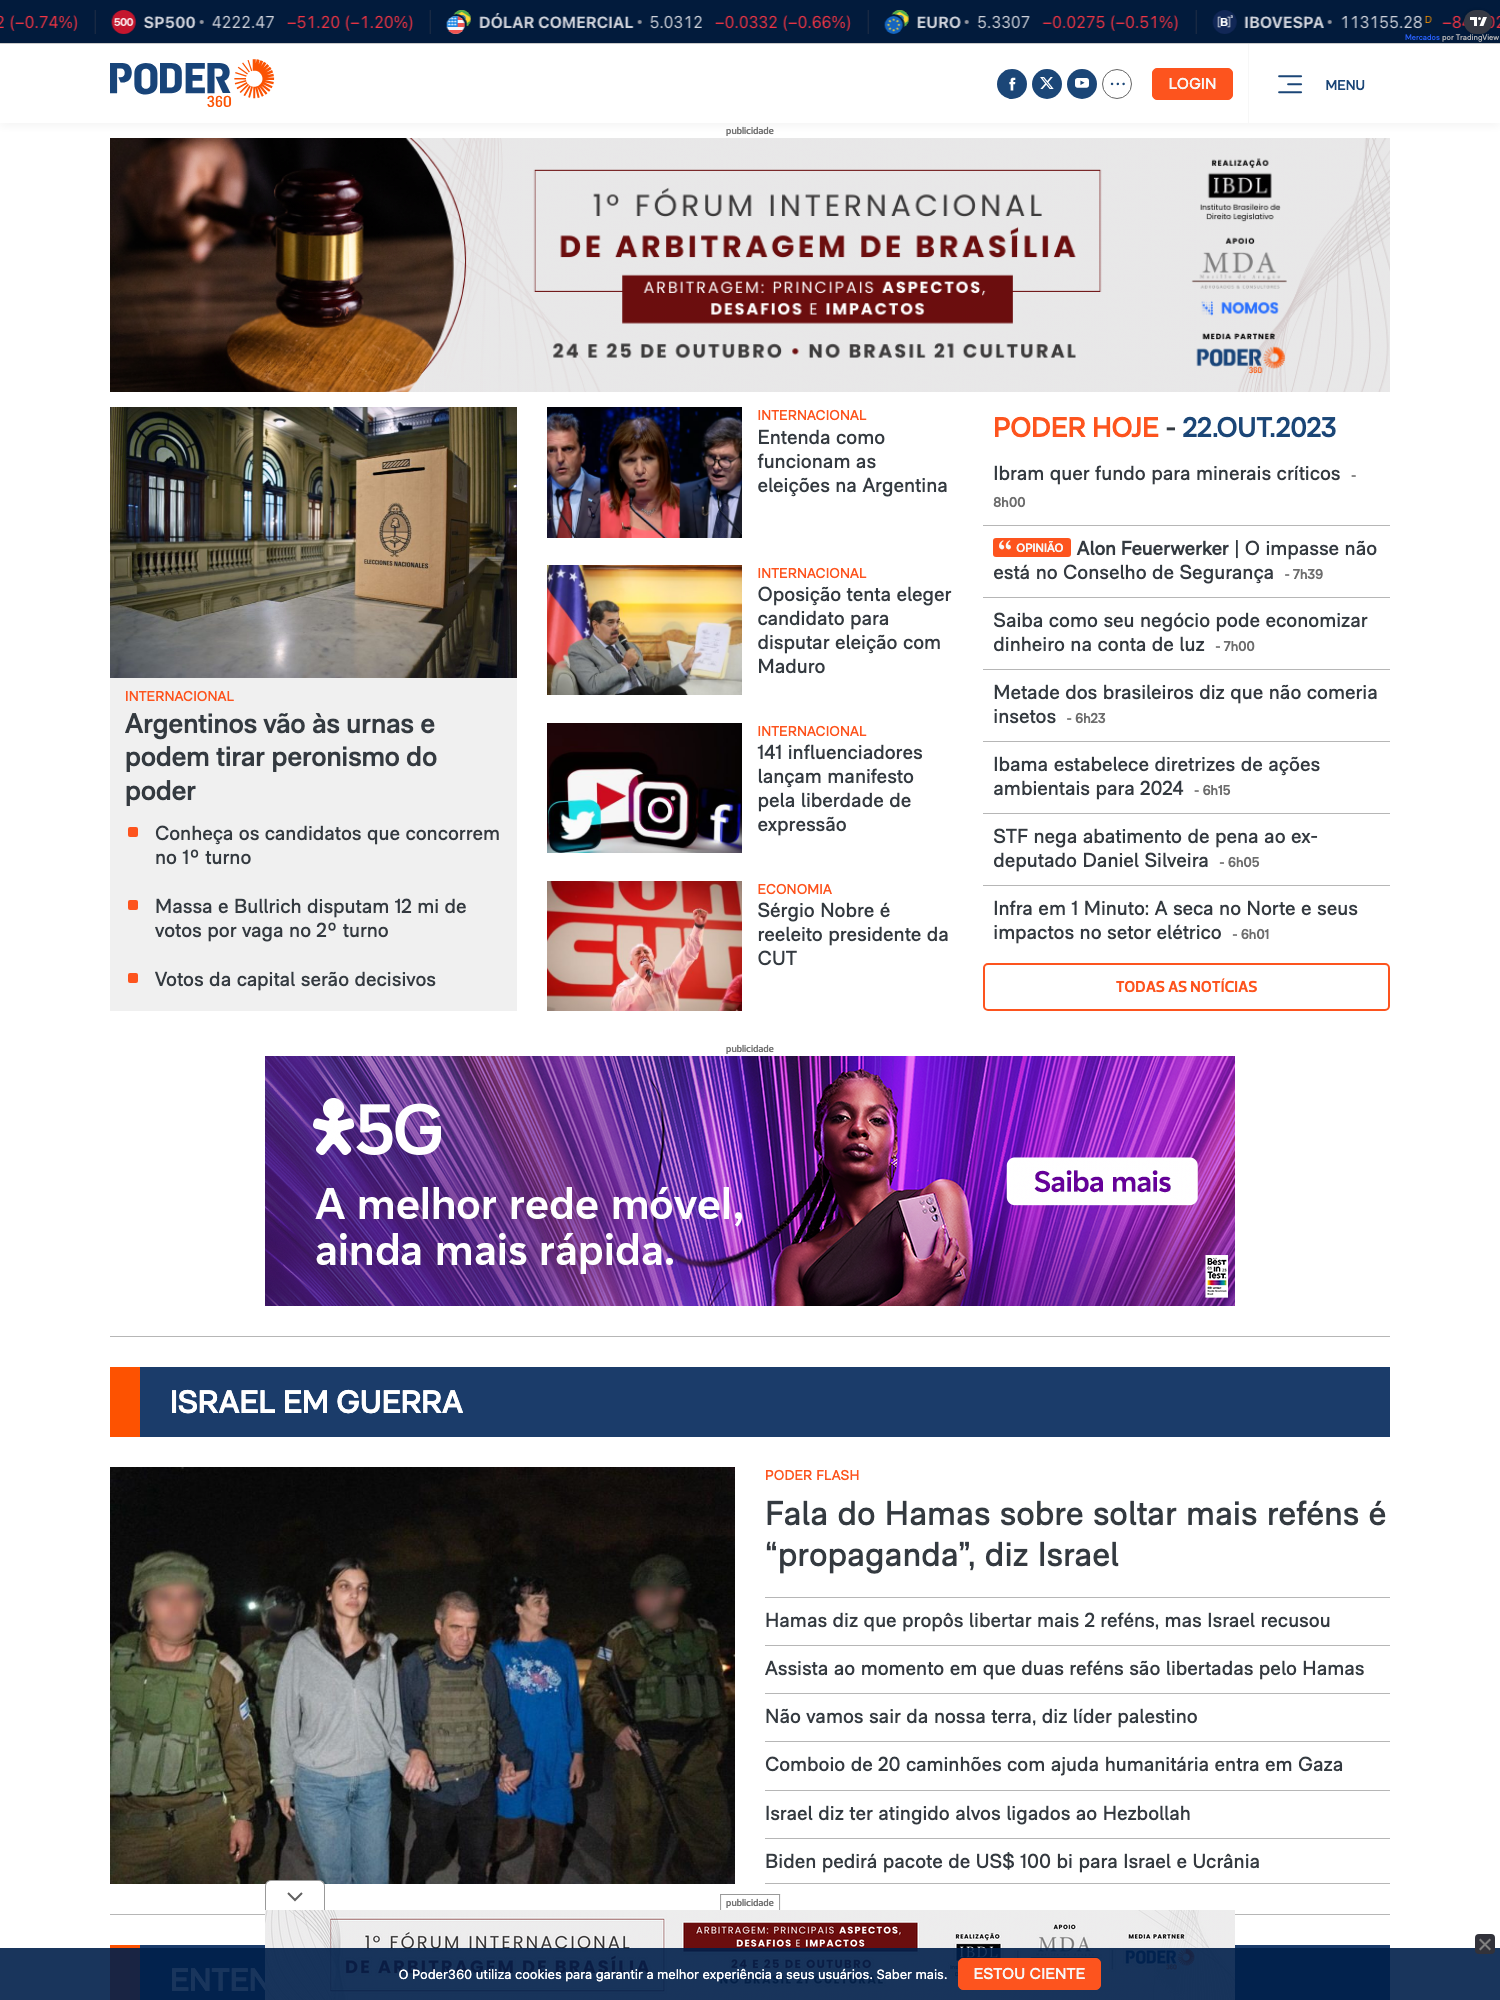 2 (−0.74%)
SP500 • 4222.47 −51.20 (−1.20%)
DÓLAR COMERCIAL • 5.0312 −0.0332 (−0.66%)
EURO • 5.3307 −0.0275 (−0.51%)
IBOVESPA • 113155.28 D
Mercados por TradingView
PODER
360
LOGIN
MENU
publicidade
1º FÓRUM INTERNACIONAL
DE ARBITRAGEM DE BRASÍLIA
ARBITRAGEM: PRINCIPAIS ASPECTOS,
DESAFIOS E IMPACTOS
24 E 25 DE OUTUBRO • NO BRASIL 21 CULTURAL
REALIZAÇÃO
IBDL
Instituto Brasileiro de
Direito Legislativo
APOIO
MDA
NOMOS
MEDIA PARTNER
PODER
360
ELECCIONES NACIONALES
INTERNACIONAL
Argentinos vão às urnas e
podem tirar peronismo do
poder
Conheça os candidatos que concorrem
no 1º turno
Massa e Bullrich disputam 12 mi de
votos por vaga no 2º turno
Votos da capital serão decisivos
INTERNACIONAL
Entenda como
funcionam as
eleições na Argentina
INTERNACIONAL
Oposição tenta eleger
candidato para
disputar eleição com
Maduro
INTERNACIONAL
141 influenciadores
lançam manifesto
pela liberdade de
expressão
CUT
ECONOMIA
Sérgio Nobre é
reeleito presidente da
CUT
PODER HOJE - 22.OUT.2023
Ibram quer fundo para minerais críticos -
8h00
OPINIÃO Alon Feuerwerker | O impasse não
está no Conselho de Segurança - 7h39
Saiba como seu negócio pode economizar
dinheiro na conta de luz - 7h00
Metade dos brasileiros diz que não comeria
insetos - 6h23
Ibama estabelece diretrizes de ações
ambientais para 2024 - 6h15
STF nega abatimento de pena ao ex-
deputado Daniel Silveira - 6h05
Infra em 1 Minuto: A seca no Norte e seus
impactos no setor elétrico - 6h01
TODAS AS NOTÍCIAS
publicidade
5G
A melhor rede móvel,
ainda mais rápida.
Saiba mais
Best
in
Test
ISRAEL EM GUERRA
PODER FLASH
Fala do Hamas sobre soltar mais reféns é
“propaganda”, diz Israel
Hamas diz que propôs libertar mais 2 reféns, mas Israel recusou
Assista ao momento em que duas reféns são libertadas pelo Hamas
Não vamos sair da nossa terra, diz líder palestino
Comboio de 20 caminhões com ajuda humanitária entra em Gaza
Israel diz ter atingido alvos ligados ao Hezbollah
Biden pedirá pacote de US$ 100 bi para Israel e Ucrânia
publicidade
1º FÓRUM INTERNACIONAL
DE ARBITRAGEM DE BRASÍLIA
ARBITRAGEM: PRINCIPAIS ASPECTOS,
DESAFIOS E IMPACTOS
REALIZAÇÃO
IBDL
APOIO
MDA
MEDIA PARTNER
PODER
ENTEN
O Poder360 utiliza cookies para garantir a melhor experiência a seus usuários. Saber mais.
ESTOU CIENTE